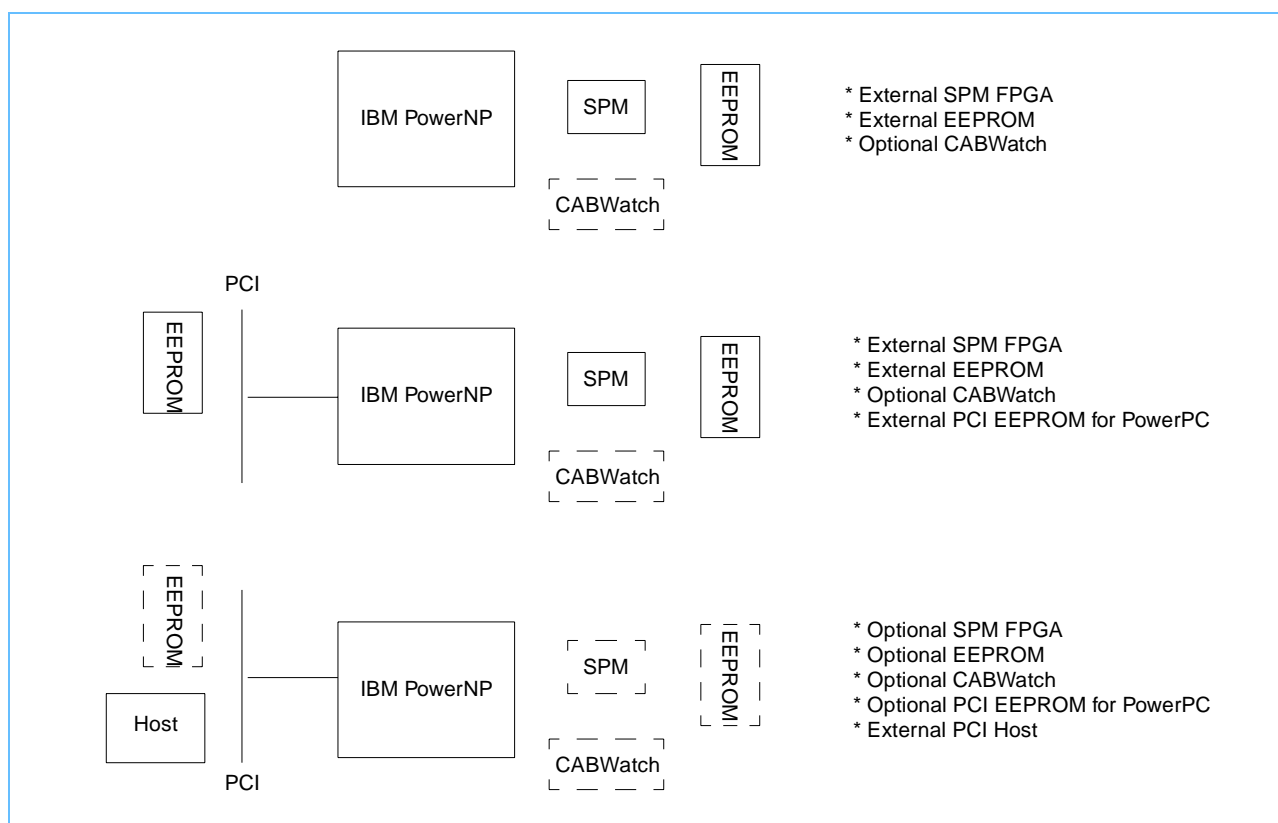 IBM PowerNP
SPM
EEPROM
CABWatch
* External SPM FPGA
* External EEPROM
* Optional CABWatch
PCI
EEPROM
IBM PowerNP
SPM
EEPROM
CABWatch
* External SPM FPGA
* External EEPROM
* Optional CABWatch
* External PCI EEPROM for PowerPC
EEPROM
Host
PCI
IBM PowerNP
SPM
EEPROM
CABWatch
* Optional SPM FPGA
* Optional EEPROM
* Optional CABWatch
* Optional PCI EEPROM for PowerPC
* External PCI Host